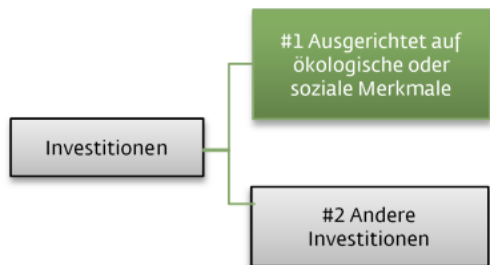 #1 Ausgerichtet auf
ökologische oder
soziale Merkmale
Investitionen
#2 Andere
Investitionen